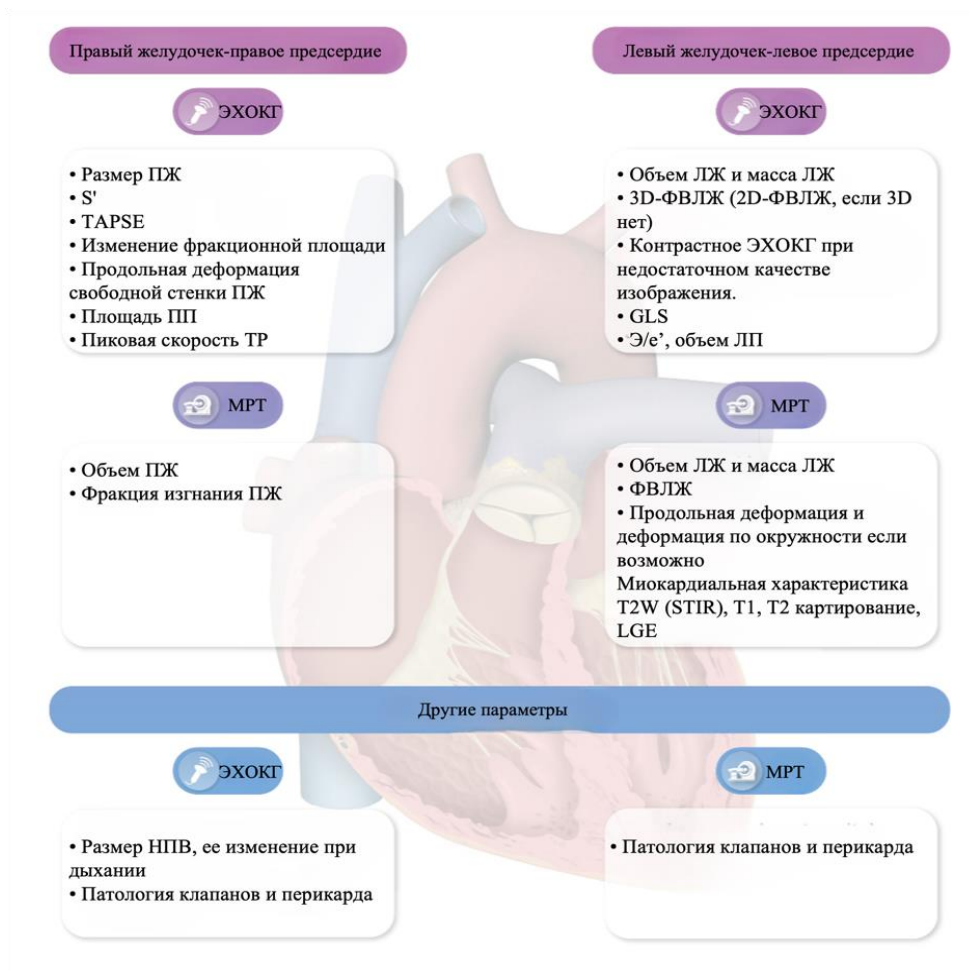 Правый желудочек-правое предсердие
ЭХОКГ
• Размер ПЖ
• S'
• TAPSE
• Изменение фракционной площади
• Продольная деформация
свободной стенки ПЖ
• Площадь ПП
• Пиковая скорость ТР
МРТ
• Объем ПЖ
• Фракция изгнания ПЖ
Левый желудочек-левое предсердие
ЭХОКГ
• Объем ЛЖ и масса ЛЖ
• 3D-ФВЛЖ (2D-ФВЛЖ, если 3D
нет)
• Контрастное ЭХОКГ при
недостаточном качестве
изображения.
• GLS
• Э/e’, объем ЛП
МРТ
• Объем ЛЖ и масса ЛЖ
• ФВЛЖ
• Продольная деформация и
деформация по окружности если
возможно
Миокардиальная характеристика
T2W (STIR), T1, T2 картирование,
LGE
Другие параметры
ЭХОКГ
• Размер НПВ, ее изменение при
дыхании
• Патология клапанов и перикарда
МРТ
• Патология клапанов и перикарда